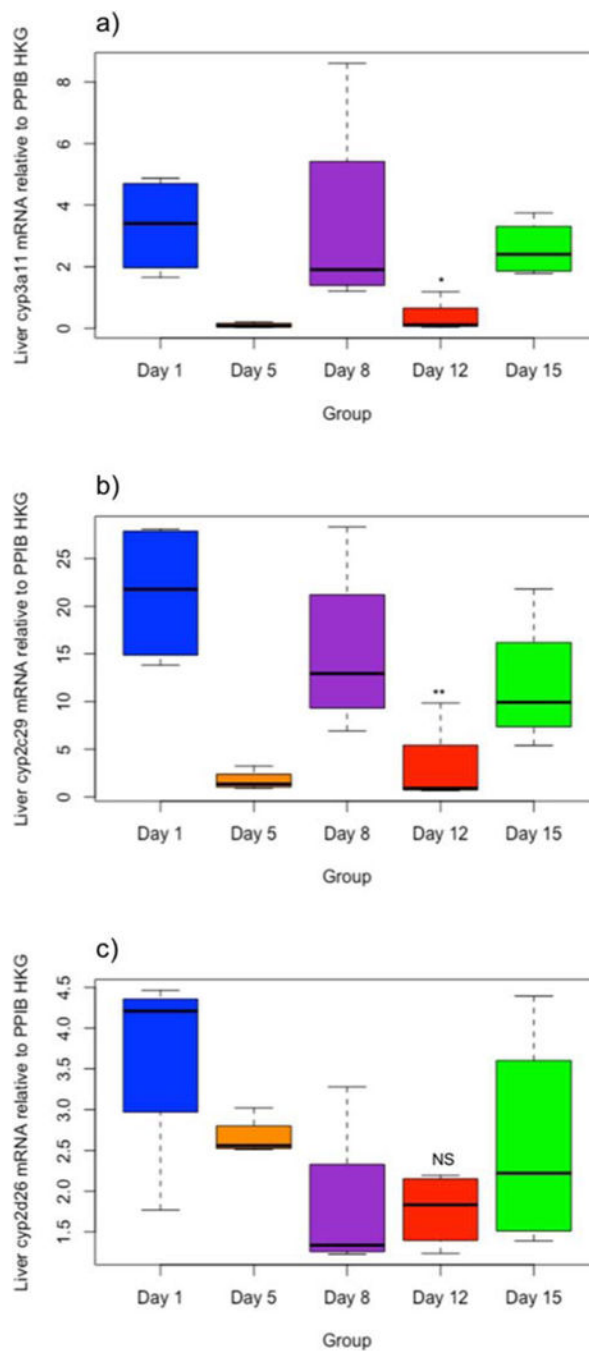 a)
Liver cyp3a11 mRNA relative to PPIB HKG
8
6
4
2
0
*
Day 1 Day 5 Day 8 Day 12 Day 15
Group
b)
Liver cyp2c29 mRNA relative to PPIB HKG
25
20
15
10
5
0
**
Day 1 Day 5 Day 8 Day 12 Day 15
Group
c)
Liver cyp2d26 mRNA relative to PPIB HKG
4.5
4.0
3.5
3.0
2.5
2.0
1.5
NS
Day 1 Day 5 Day 8 Day 12 Day 15
Group